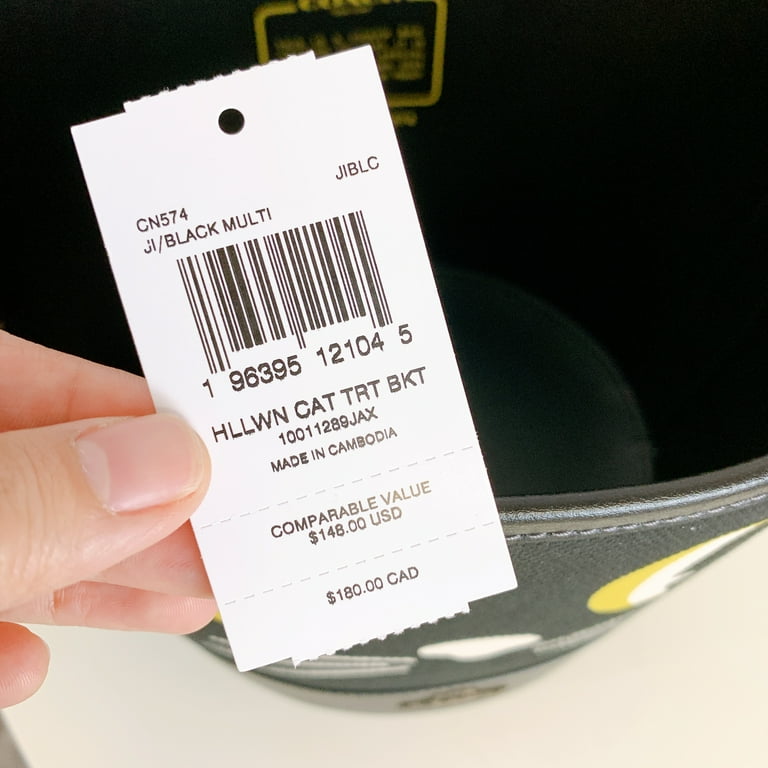 JIBLC
CN574
JI/BLACK MULTI
1 96395 12104 5
HLLWN CAT TRT BKT
10011289JAX
MADE IN CAMBODIA
COMPARABLE VALUE
$148.00 USD
$180.00 CAD